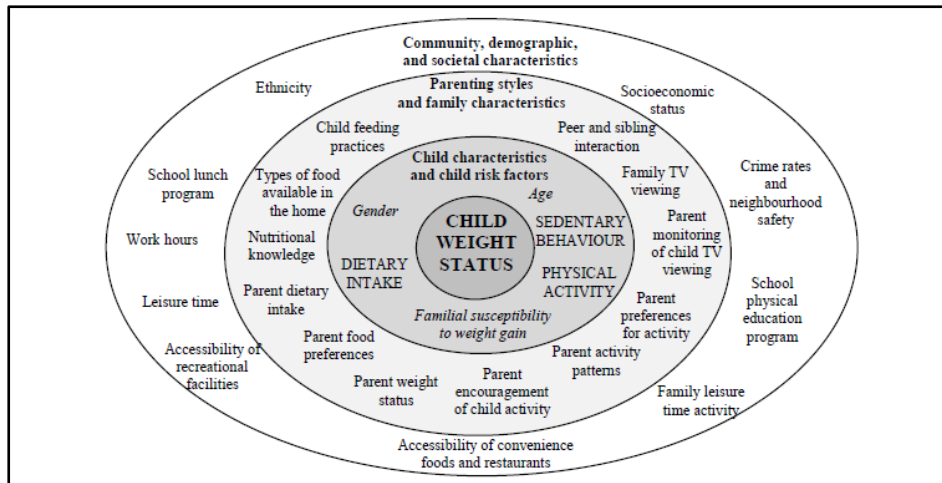 Community, demographic,
and societal characteristics
Ethnicity
Parenting styles
and family characteristics
Socioeconomic
status
Child feeding
practices
Peer and sibling
interaction
Child characteristics
and child risk factors
School lunch
program
Types of food
available in
the home
Family TV
viewing
Crime rates
and
neighbourhood
safety
Age
Gender
CHILD
WEIGHT
STATUS
SEDENTARY
BEHAVIOUR
Parent
monitoring
of child TV
viewing
Work hours
Nutritional
knowledge
DIETARY
INTAKE
PHYSICAL
ACTIVITY
School
physical
education
program
Leisure time
Parent dietary
intake
Parent
preferences
for activity
Familial susceptibility
to weight gain
Parent food
preferences
Parent activity
patterns
Accessibility of
recreational
facilities
Parent weight
status
Parent
encouragement
of child activity
Family leisure
time activity
Accessibility of convenience
foods and restaurants